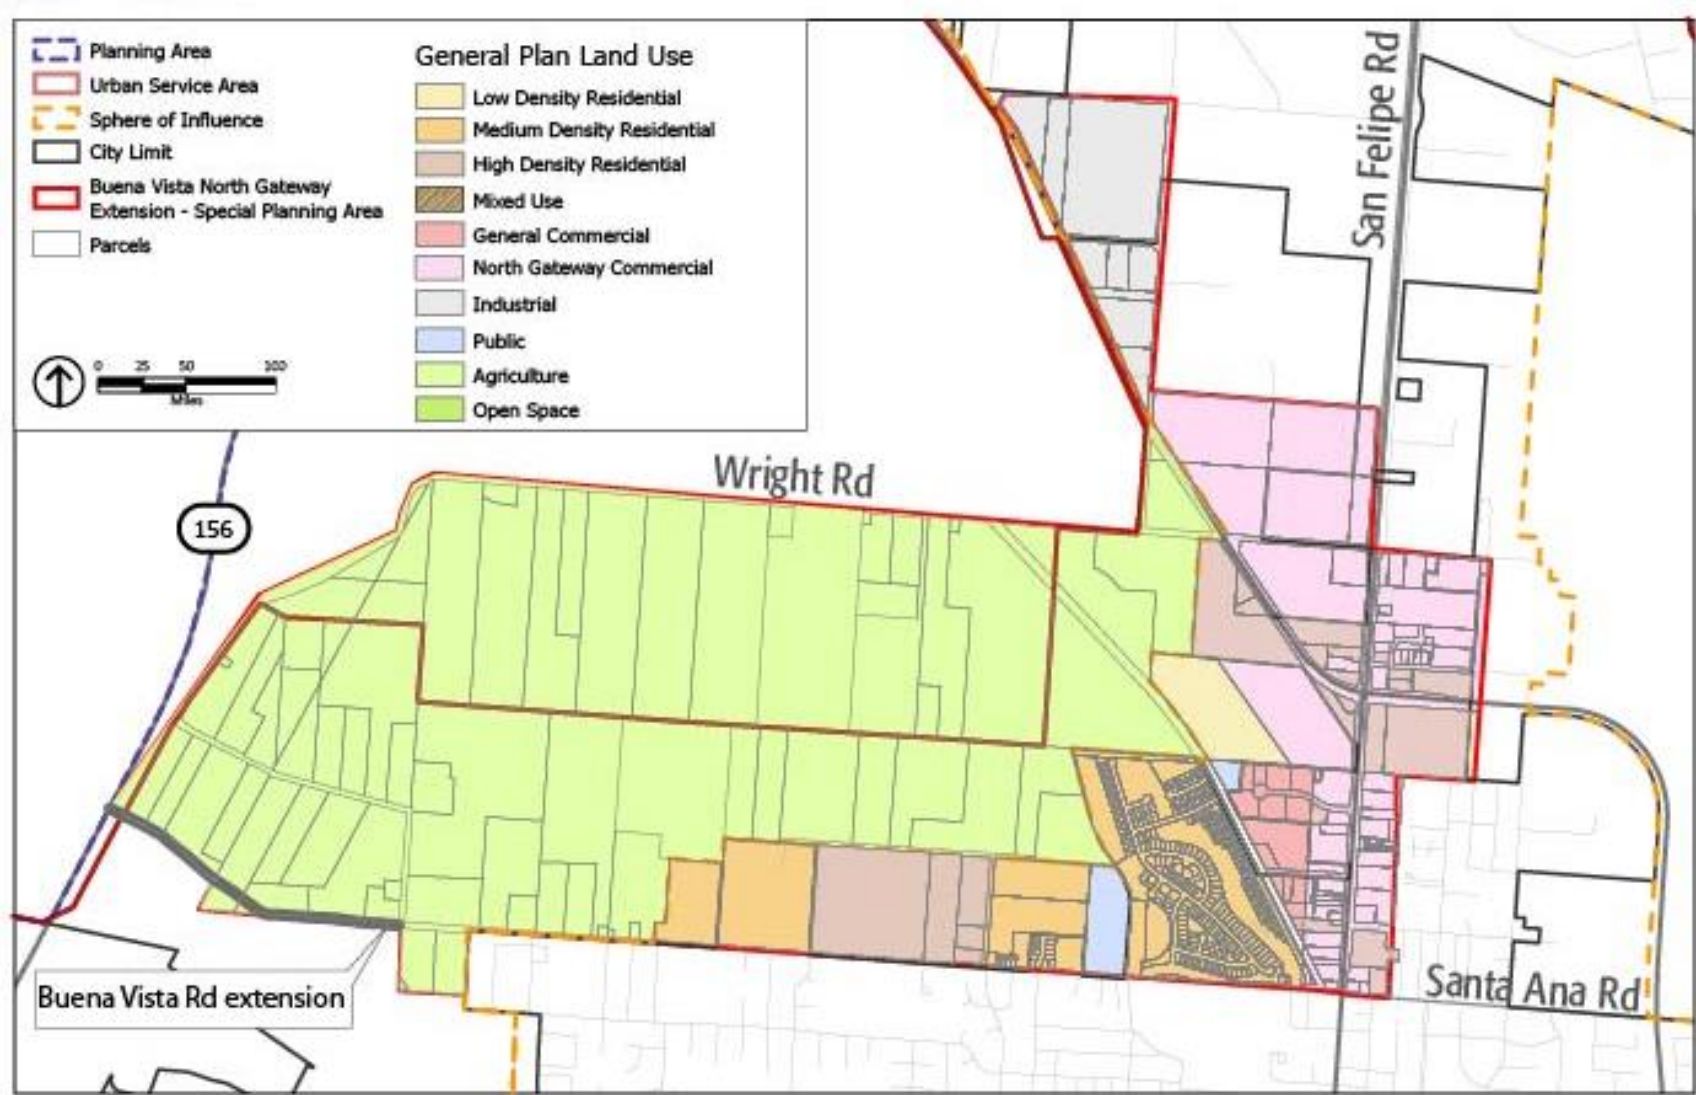 Planning Area
Urban Service Area
Sphere of Influence
City Limit
Buena Vista North Gateway
Extension - Special Planning Area
Parcels
0 25 50 100
Miles
General Plan Land Use
Low Density Residential
Medium Density Residential
High Density Residential
Mixed Use
General Commercial
North Gateway Commercial
Industrial
Public
Agriculture
Open Space
San Felipe Rd
Wright Rd
156
Buena Vista Rd extension
Santa Ana Rd